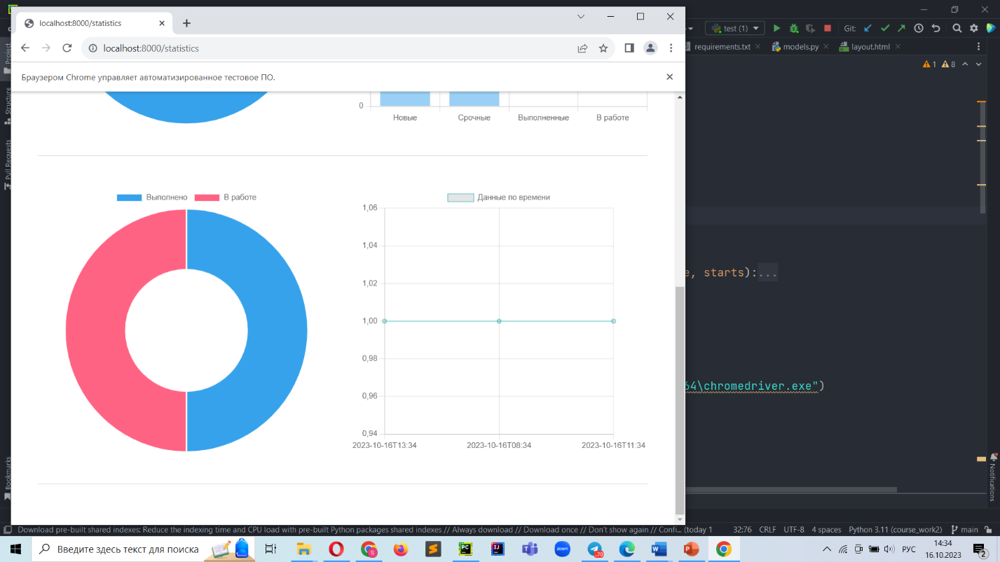 localhost:8000/statistics
test (1)
Git:
localhost:8000/statistics
Project
requirements.txt
models.py
layout.html
1
8
Браузером Chrome управляет автоматизированное тестовое ПО.
Structure
0
Новые
Срочные
Выполненные
В работе
Pull Requests
Выполнено
В работе
Данные по времени
1,06
1,04
1,02
1,00
0,98
0,96
0,94
2023-10-16T13:34
2023-10-16T08:34
2023-10-16T11:34
, starts):...
64\chromedriver.exe")
Bookmarks
Notifications
Download pre-built shared indexes: Reduce the indexing time and CPU load with pre-built Python packages shared indexes // Always download // Download once // Don't show again // Confi... (today 1
32:76
CRLF
UTF-8
4 spaces
Python 3.11 (course_work2)
main
Введите здесь текст для поиска
S
PC
IJ
zoom
..70
W
P
РУС
14:34
16.10.2023
2